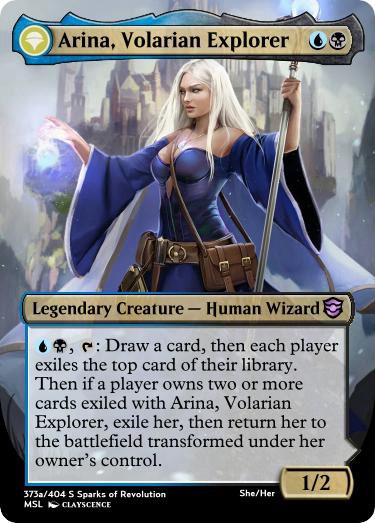 Arina, Volarian Explorer
Legendary Creature — Human Wizard
, : Draw a card, then each player
exiles the top card of their library.
Then if a player owns two or more
cards exiled with Arina, Volarian
Explorer, exile her, then return her to
the battlefield transformed under her
owner's control.
1/2
373a/404 S Sparks of Revolution
She/Her
MSL CLAYSCIENCE